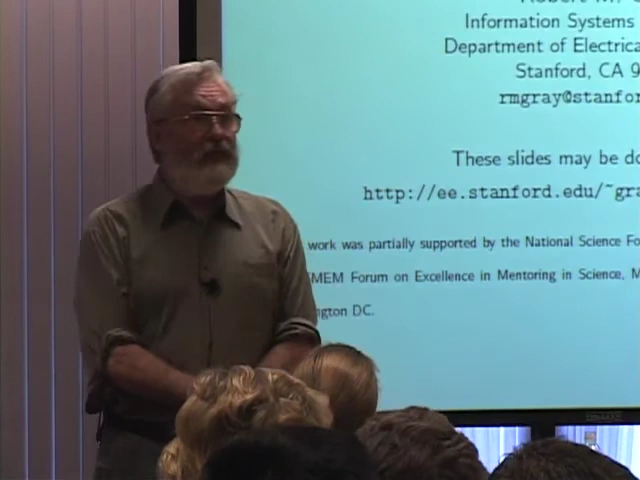 Robert M.
Information Systems
Department of Electrica
Stanford, CA 9
rmgray@stanfor
These slides may be do
http://ee.stanford.edu/~gra
work was partially supported by the National Science Fo
MEM Forum on Excellence in Mentoring in Science, M
ngton DC.